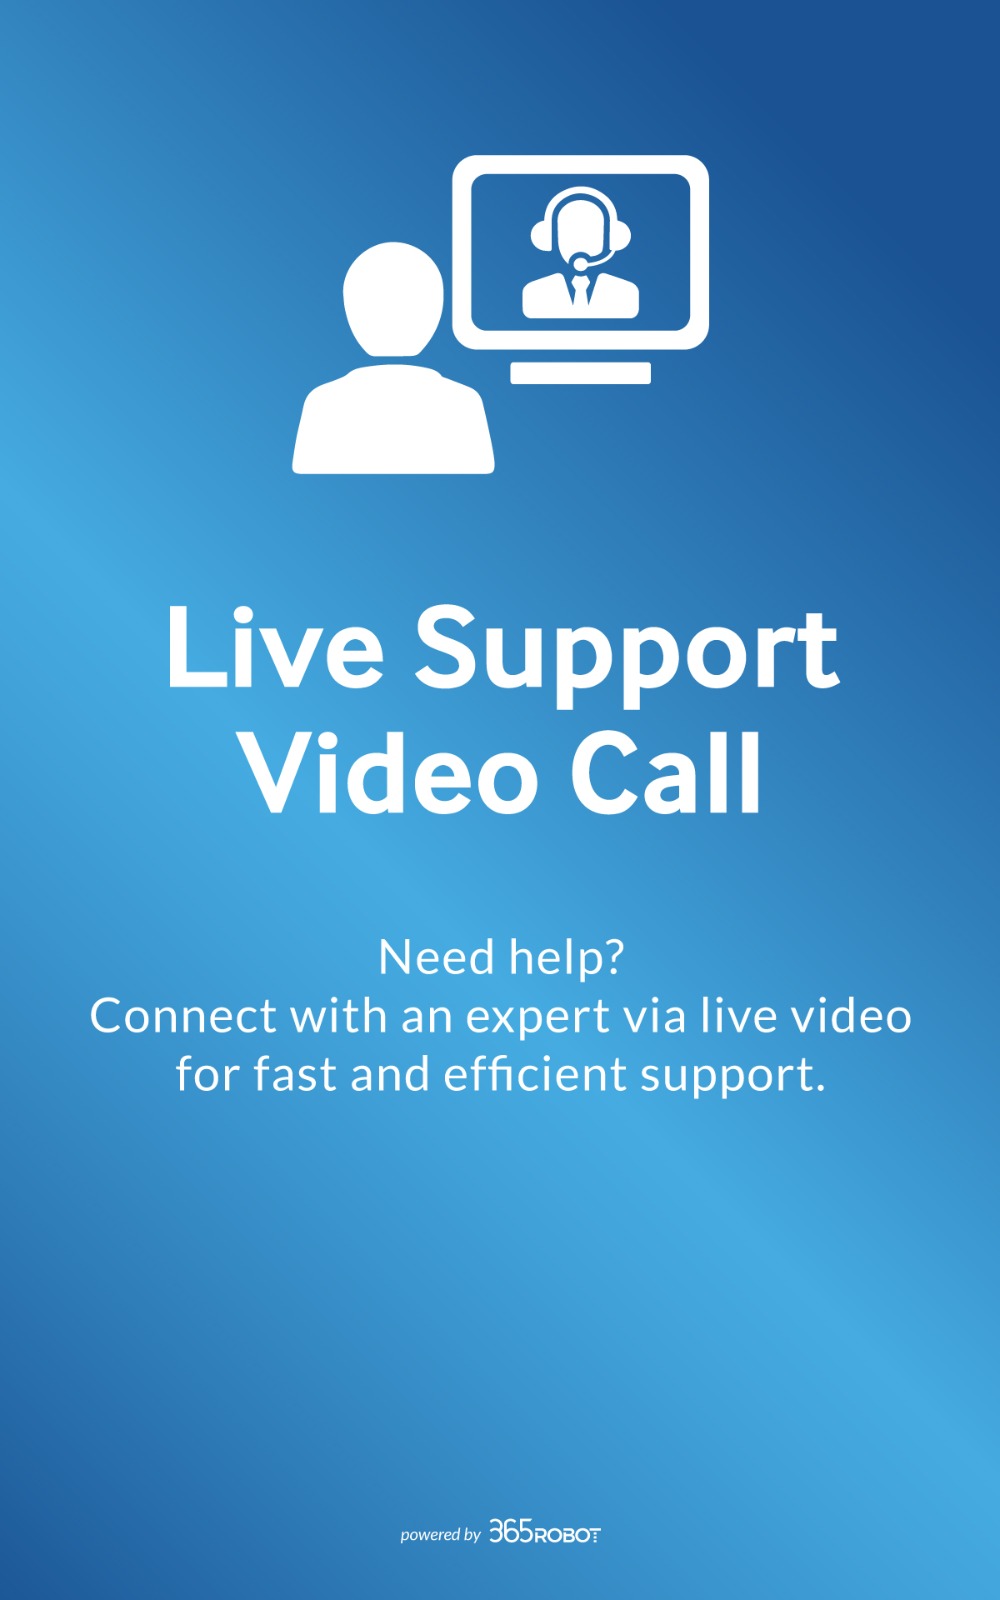 Live Support
Video Call
Need help?
Connect with an expert via live video
for fast and efficient support.
powered by 365ROBOT